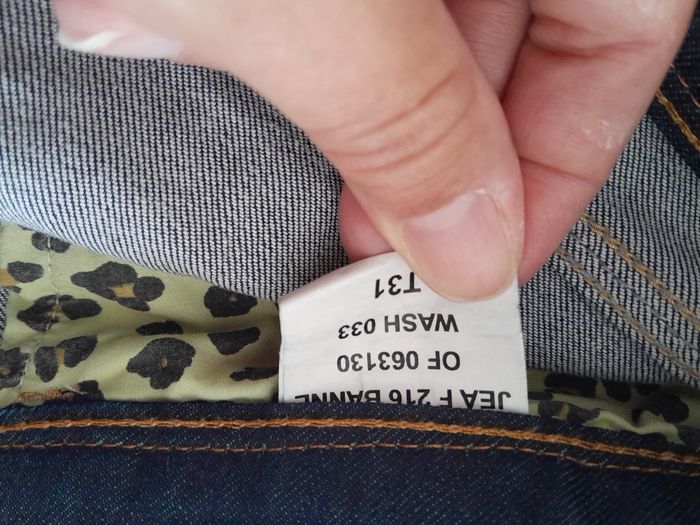 JEA F 216 BANNE
OF 063130
WASH 033
T31